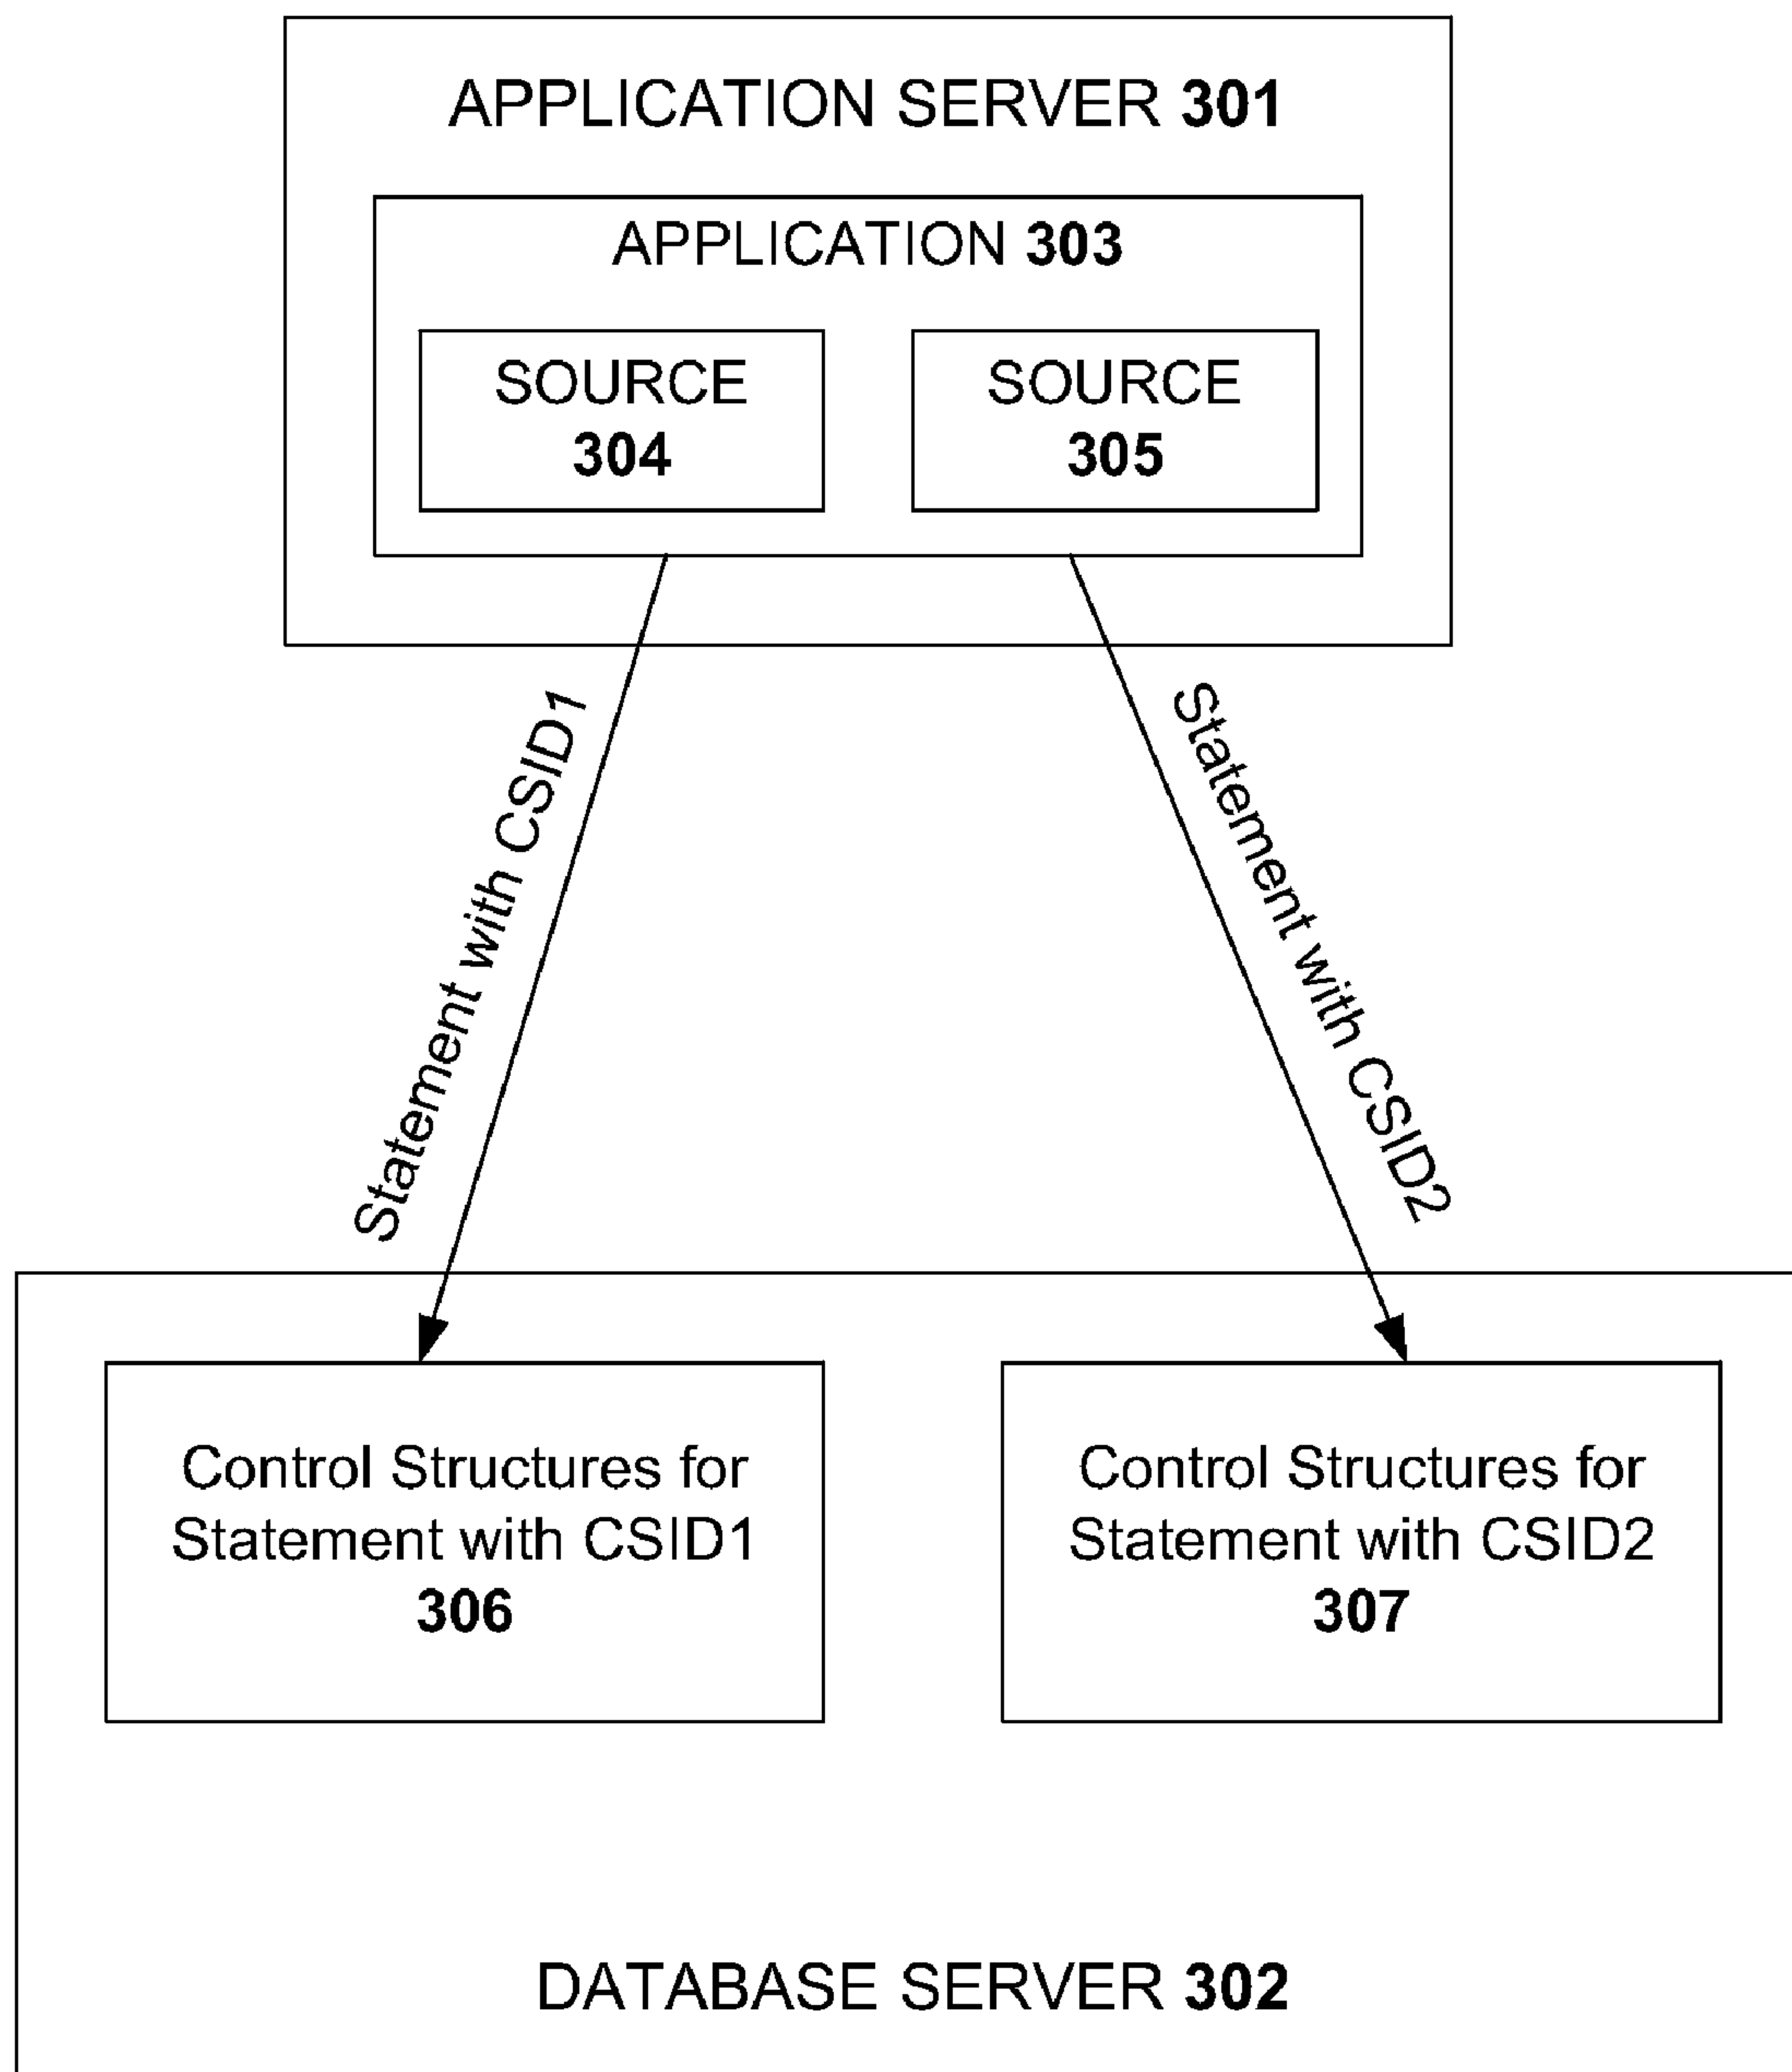 APPLICATION SERVER 301
APPLICATION 303
SOURCE
304
SOURCE
305
Statement with CSID1
Statement with CSID2
Control Structures for
Statement with CSID1
306
Control Structures for
Statement with CSID2
307
DATABASE SERVER 302